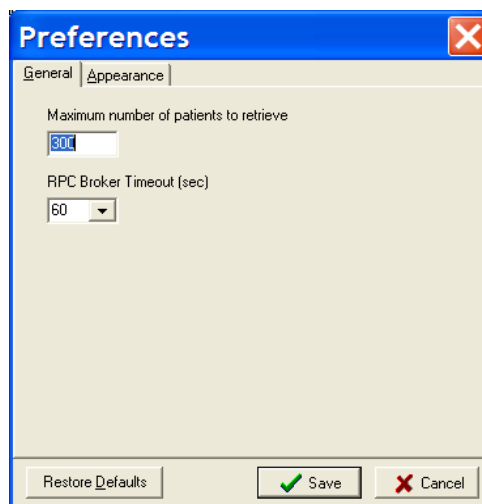 Preferences
General Appearance
Maximum number of patients to retrieve
300
RPC Broker Timeout (sec)
60
Restore Defaults Save Cancel